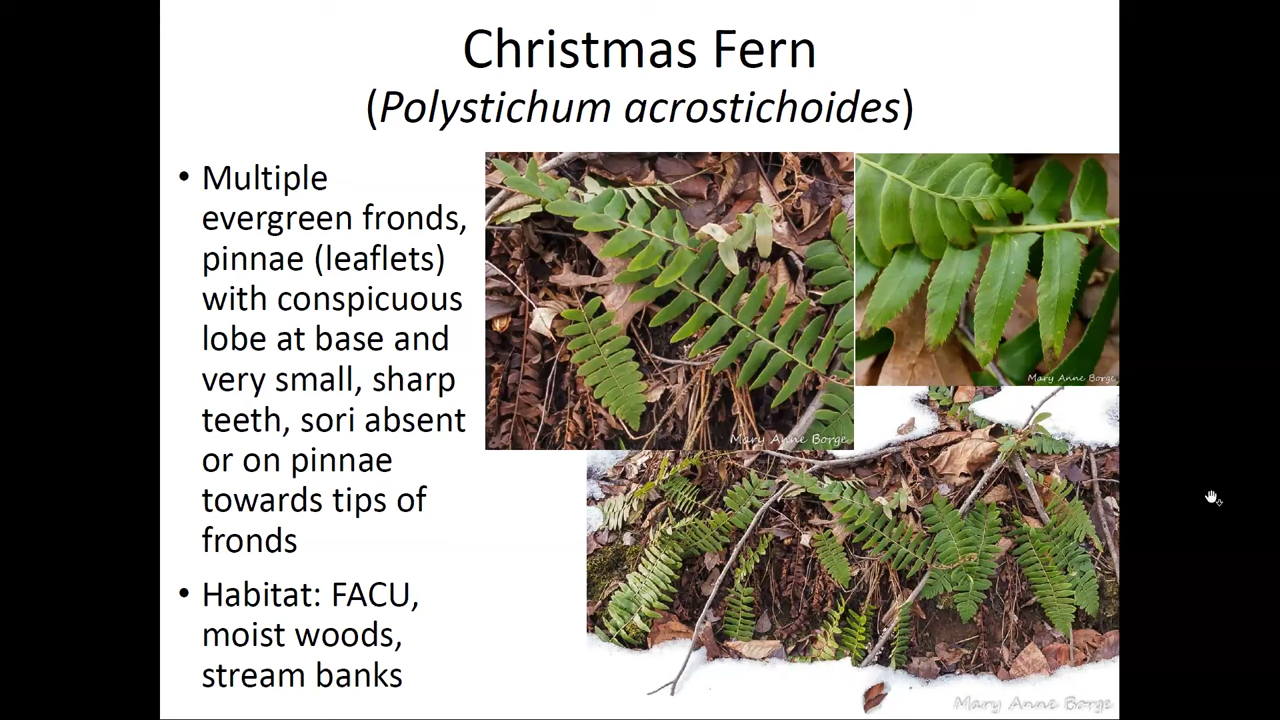 Christmas Fern
(Polystichum acrostichoides)
• Multiple
evergreen fronds,
pinnae (leaflets)
with conspicuous
lobe at base and
very small, sharp
teeth, sori absent
or on pinnae
towards tips of
fronds
• Habitat: FACU,
moist woods,
stream banks
Mary Anne Borge
Mary Anne Borge
Mary Anne Borge